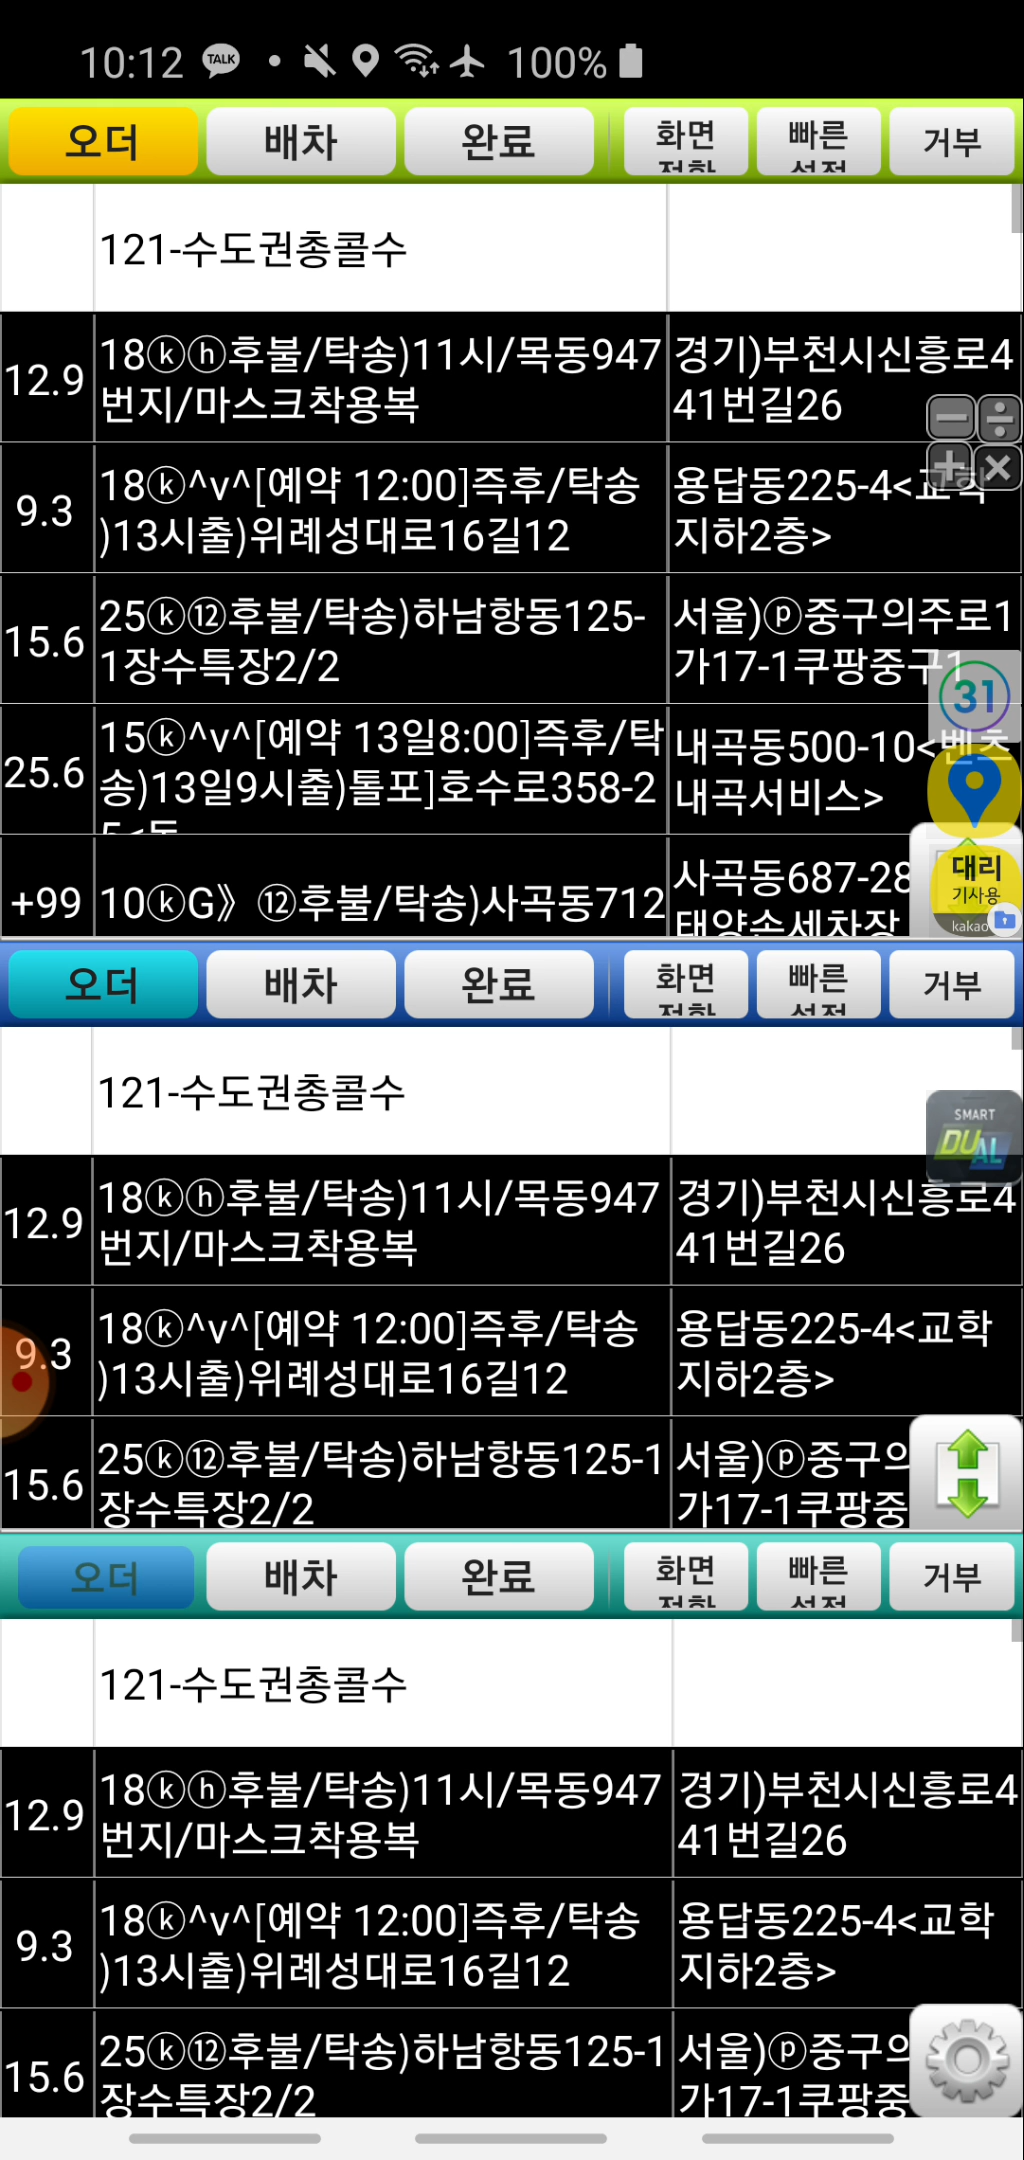 10:12 TALK 100%
오더 배차 완료 화면 빠른 거부
121-수도권총콜수
12.9 18ⓚⓗ후불/탁송)11시/목동947 경기)부천시신흥로4
번지/마스크착용복 41번길26
9.3 18ⓚ^v^[예약 12:00]즉후/탁송 용답동225-4<교학
)13시출)위례성대로16길12 지하2층>
15.6 25ⓚ⑫후불/탁송)하남항동125- 서울)ⓟ중구의주로1
1장수특장2/2 가17-1쿠팡중구1
31
25.6 15ⓚ^v^[예약 13일8:00]즉후/탁 내곡동500-10<벤츠
송)13일9시출)톨포]호수로358-2 내곡서비스>
+99 10ⓚG》⑫후불/탁송)사곡동712 사곡동687-28
태양손세차장
대리
기사용
kakao
오더 배차 완료 화면 빠른 거부
121-수도권총콜수
SMART
DUAL
12.9 18ⓚⓗ후불/탁송)11시/목동947 경기)부천시신흥로4
번지/마스크착용복 41번길26
9.3 18ⓚ^v^[예약 12:00]즉후/탁송 용답동225-4<교학
)13시출)위례성대로16길12 지하2층>
15.6 25ⓚ⑫후불/탁송)하남항동125-1 서울)ⓟ중구의
장수특장2/2 가17-1쿠팡중
오더 배차 완료 화면 빠른 거부
121-수도권총콜수
12.9 18ⓚⓗ후불/탁송)11시/목동947 경기)부천시신흥로4
번지/마스크착용복 41번길26
9.3 18ⓚ^v^[예약 12:00]즉후/탁송 용답동225-4<교학
)13시출)위례성대로16길12 지하2층>
15.6 25ⓚ⑫후불/탁송)하남항동125-1 서울)ⓟ중구의
장수특장2/2 가17-1쿠팡중